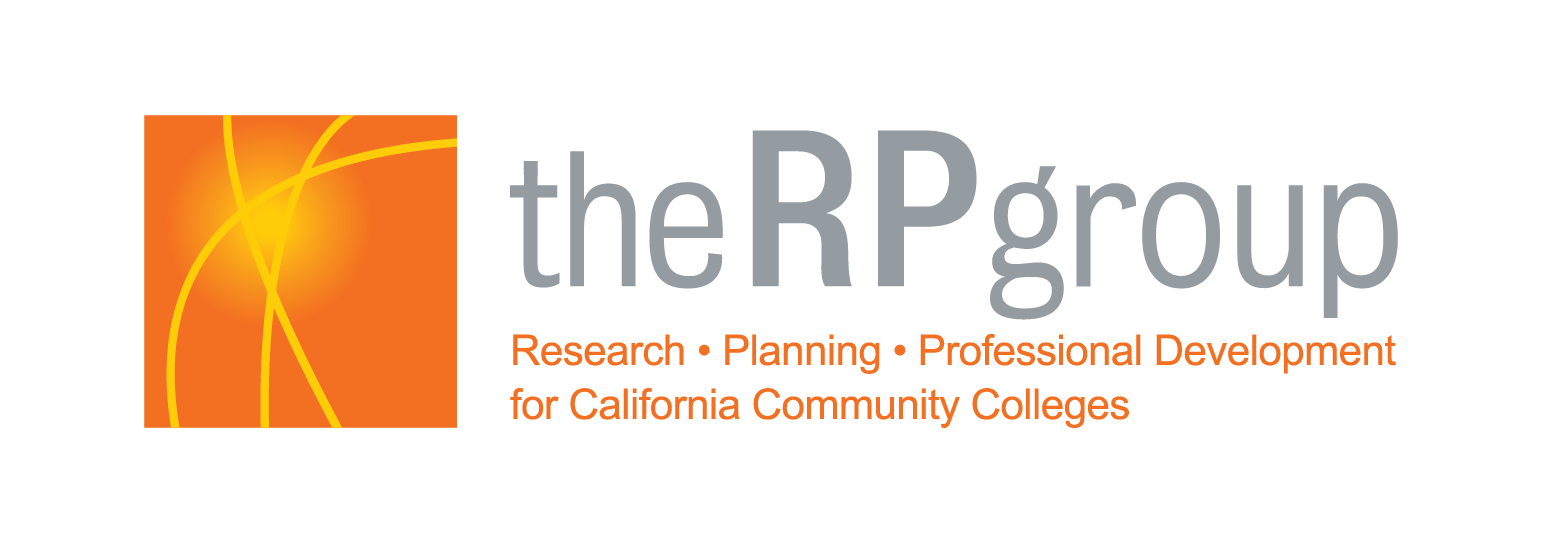 theRPgroup
Research • Planning • Professional Development
for California Community Colleges